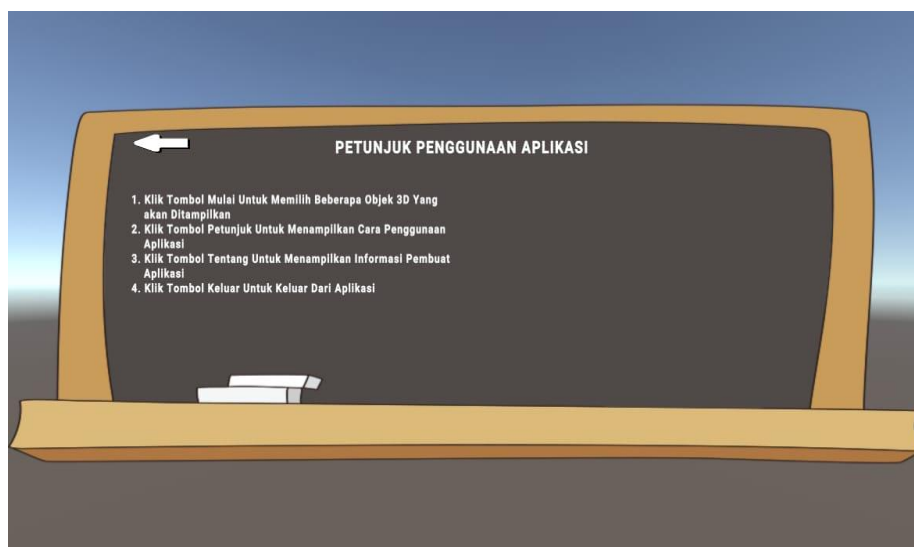 PETUNJUK PENGGUNAAN APLIKASI
1. Klik Tombol Mulai Untuk Memilih Beberapa Objek 3D Yang
akan Ditampilkan
2. Klik Tombol Petunjuk Untuk Menampilkan Cara Penggunaan
Aplikasi
3. Klik Tombol Tentang Untuk Menampilkan Informasi Pembuat
Aplikasi
4. Klik Tombol Keluar Untuk Keluar Dari Aplikasi